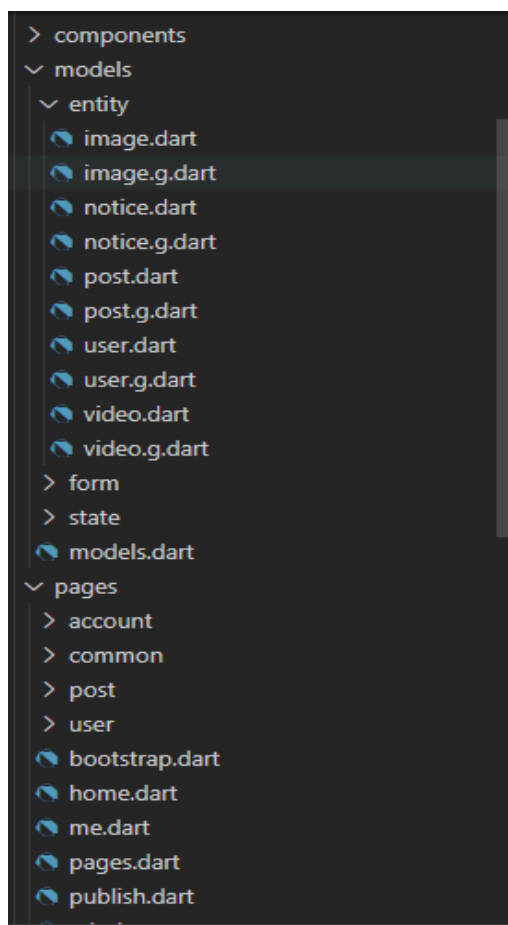 components
models
entity
image.dart
image.g.dart
notice.dart
notice.g.dart
post.dart
post.g.dart
user.dart
user.g.dart
video.dart
video.g.dart
form
state
models.dart
pages
account
common
post
user
bootstrap.dart
home.dart
me.dart
pages.dart
publish.dart